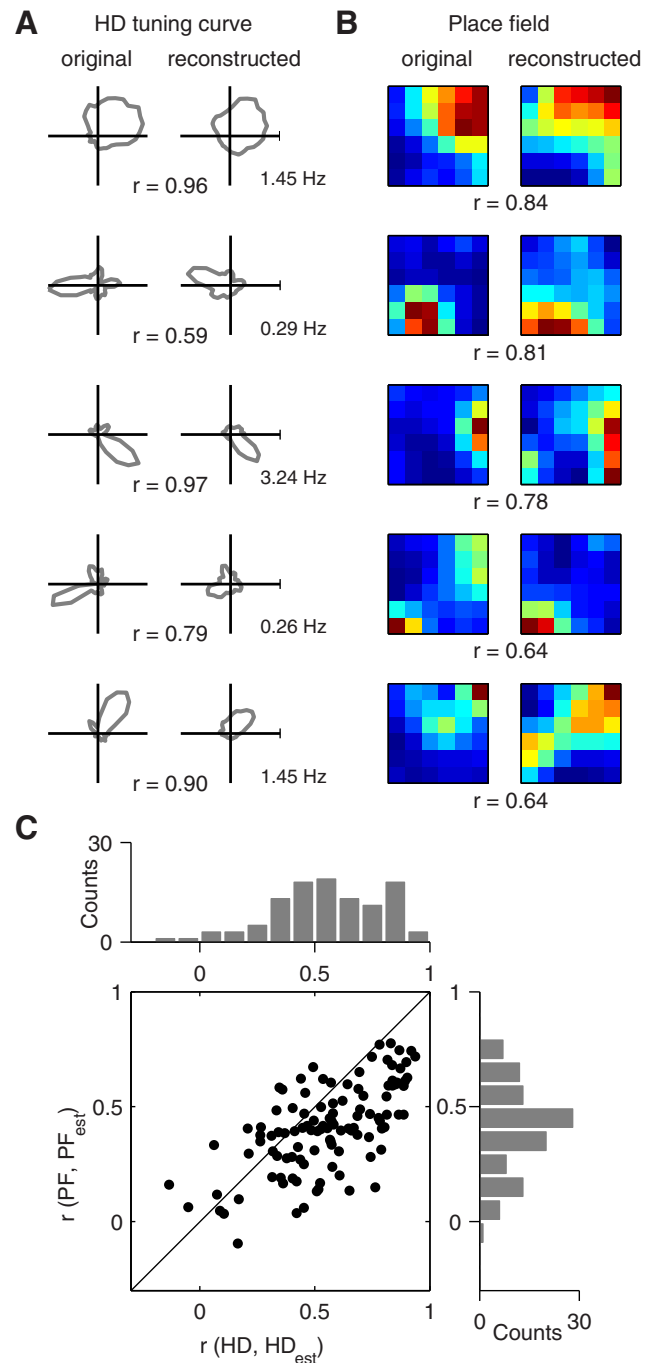 A HD tuning curve
original reconstructed
r = 0.96 1.45 Hz
r = 0.59 0.29 Hz
r = 0.97 3.24 Hz
r = 0.79 0.26 Hz
r = 0.90 1.45 Hz
B Place field
original reconstructed
r = 0.84
r = 0.81
r = 0.78
r = 0.64
r = 0.64
C
30
Counts
0
0 0.5 1
1
0.5
0
r (PF, PF_est)
0 0.5 1
r (HD, HD_est)
1
0.5
0
0 30
Counts